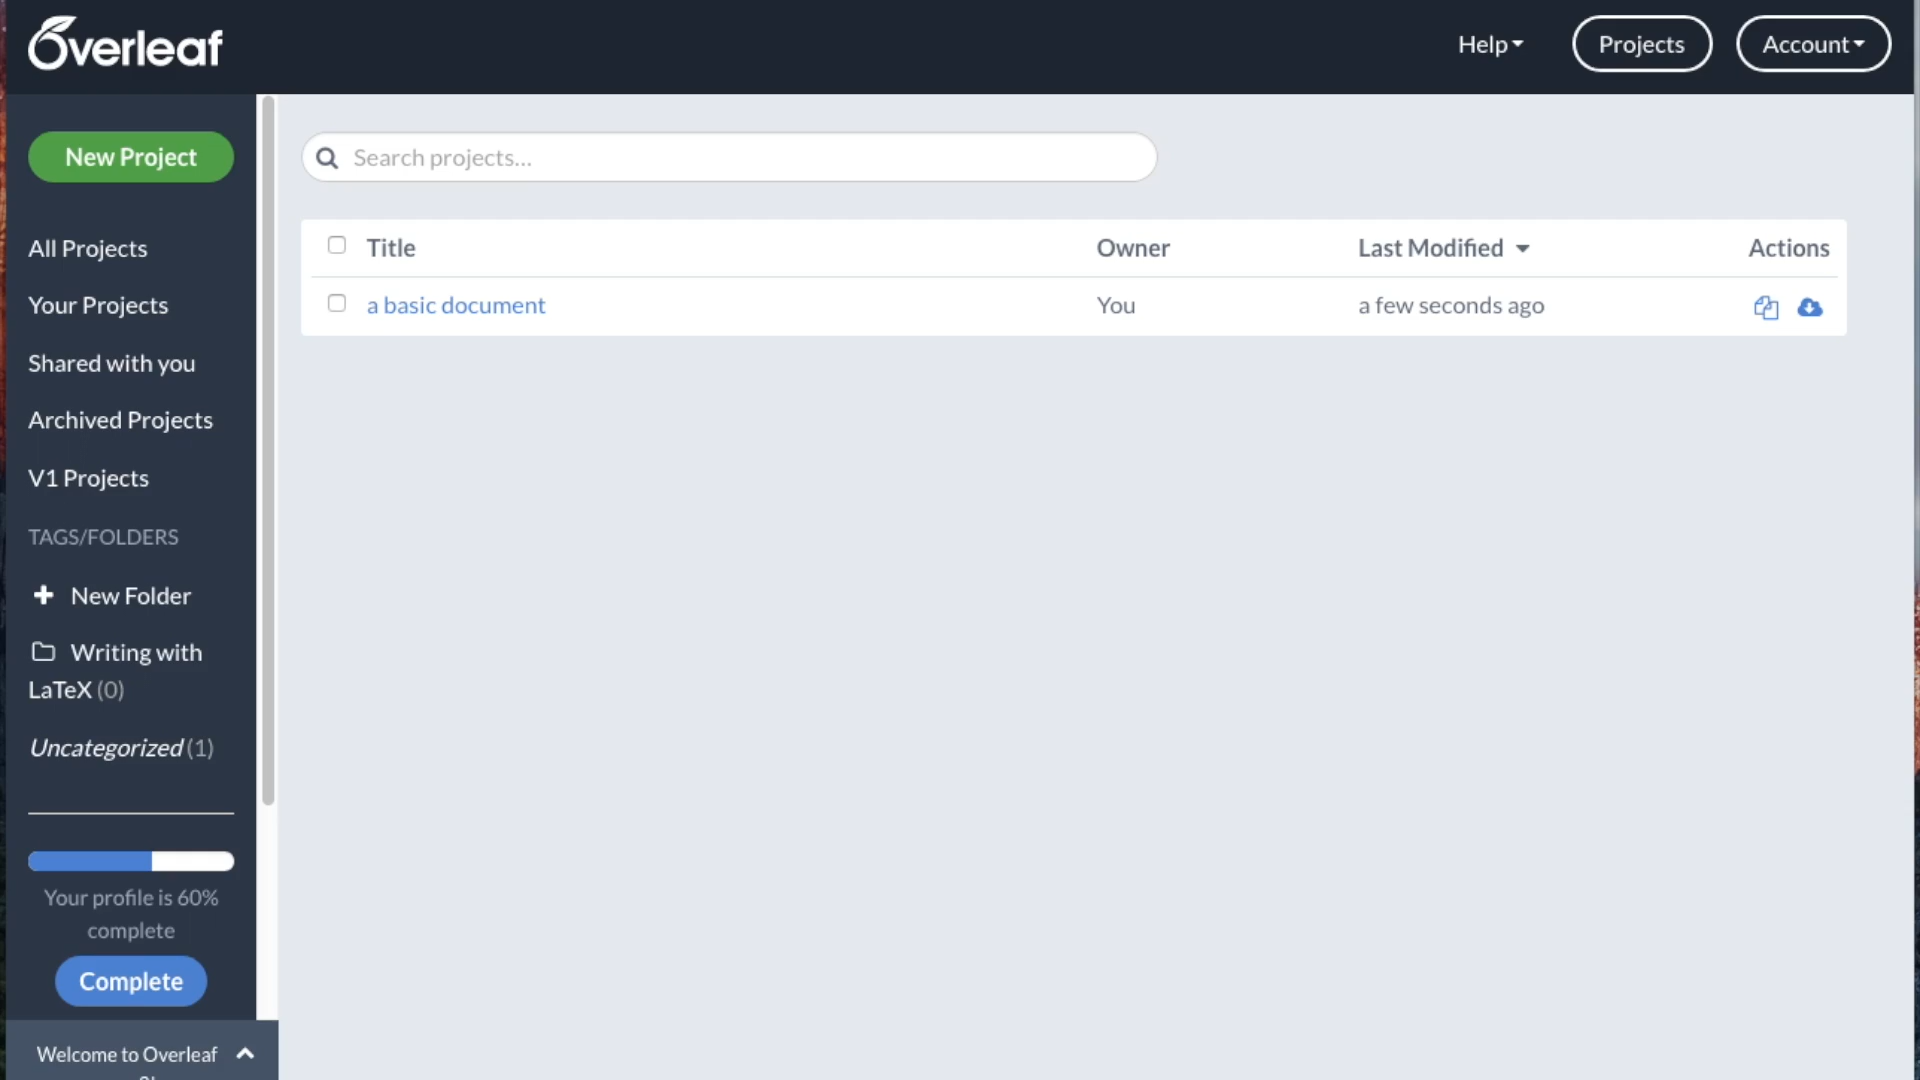 Overleaf
Help
Projects
Account
New Project
Search projects...
All Projects
Your Projects
Shared with you
Archived Projects
V1 Projects
TAGS/FOLDERS
New Folder
Writing with
LaTeX (0)
Uncategorized (1)
Your profile is 60%
complete
Complete
Welcome to Overleaf
Title Owner Last Modified Actions
a basic document You a few seconds ago